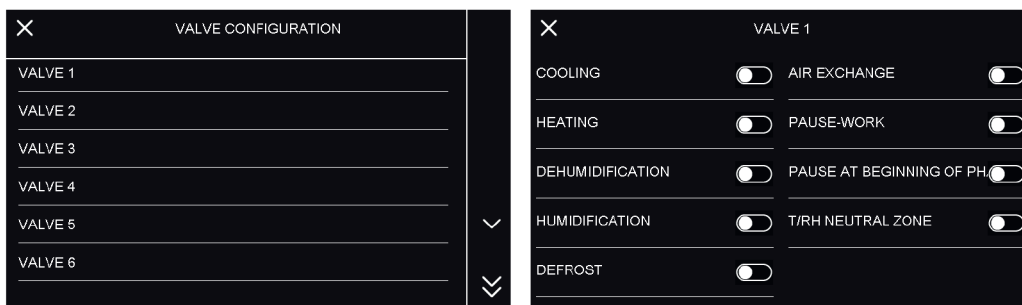 VALVE CONFIGURATION
VALVE 1
VALVE 2
VALVE 3
VALVE 4
VALVE 5
VALVE 6
VALVE 1
COOLING
HEATING
DEHUMIDIFICATION
HUMIDIFICATION
DEFROST
AIR EXCHANGE
PAUSE-WORK
PAUSE AT BEGINNING OF PH
T/RH NEUTRAL ZONE